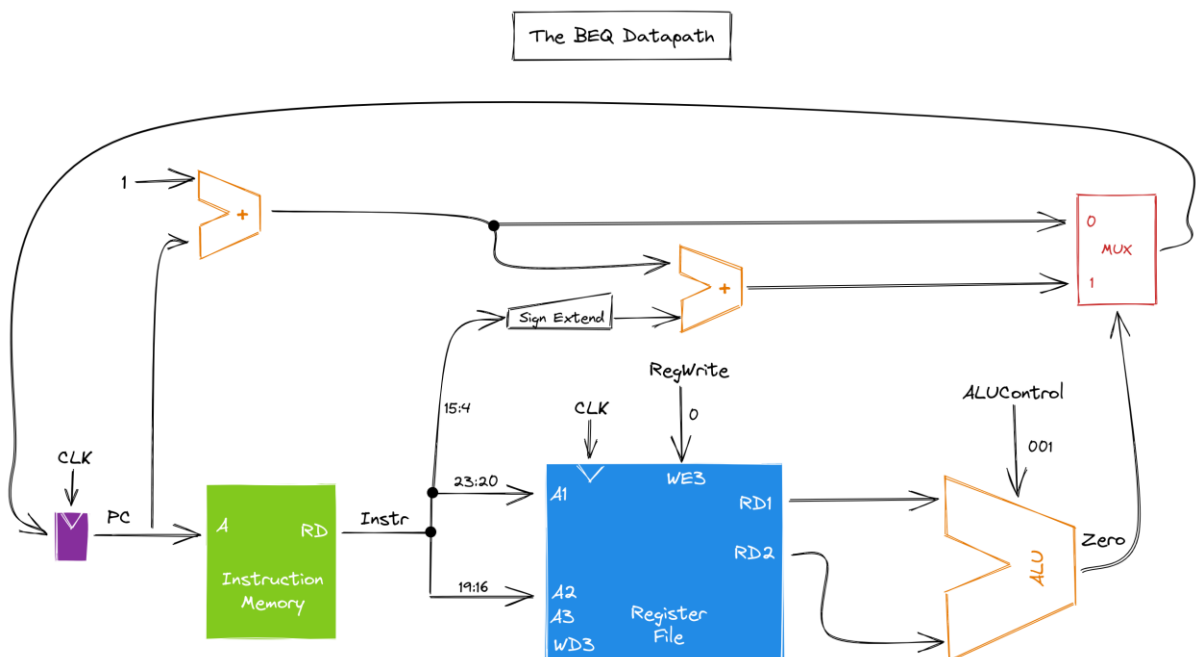 The BEQ Datapath
1
+
0
MUX
1
+
Sign Extend
RegWrite
0
15:4
CLK
ALUControl
001
CLK
PC
A
RD
Instruction
Memory
Instr
23:20
19:16
A1
WE3
RD1
RD2
A2
A3
WD3
Register
File
ALU
Zero